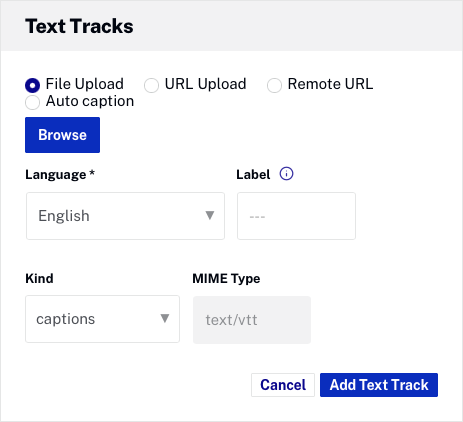 Text Tracks
File Upload URL Upload Remote URL
Auto caption
Browse
Language * Label
English ---
Kind MIME Type
captions text/vtt
Cancel Add Text Track